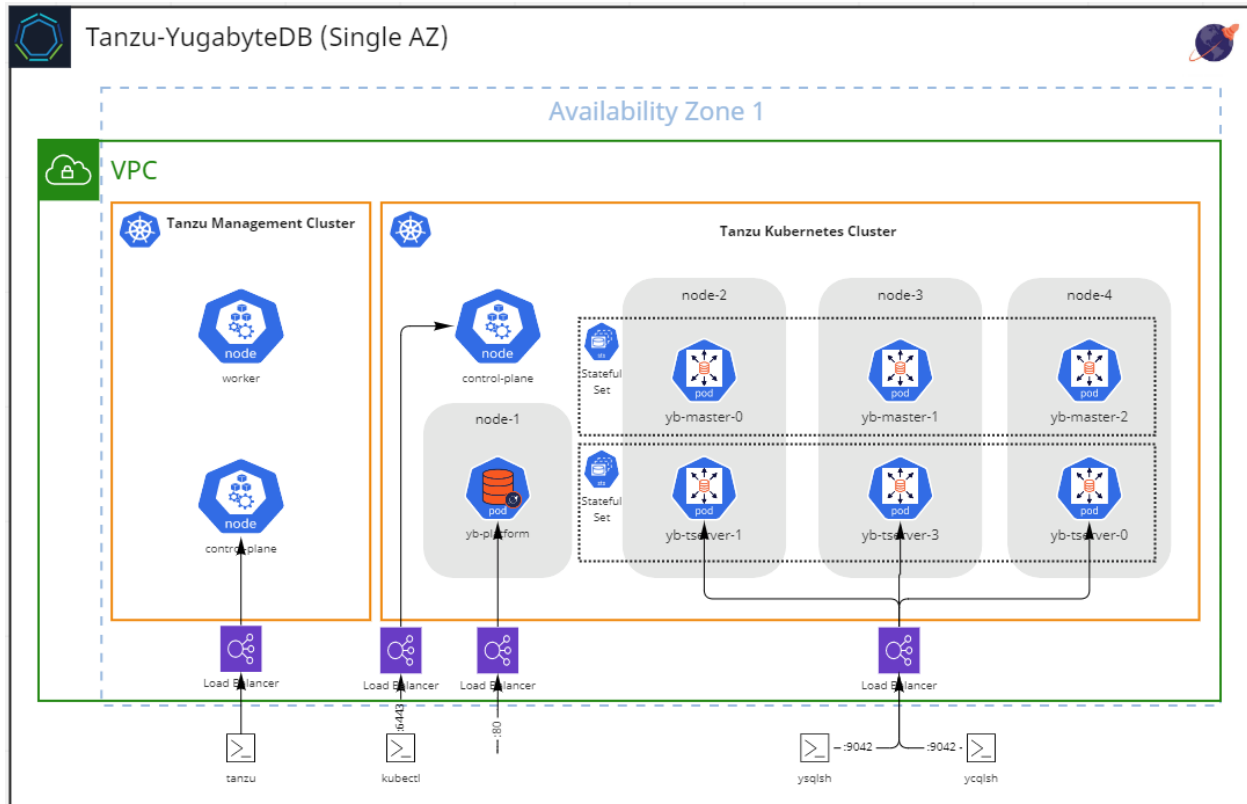 Tanzu-YugabyteDB (Single AZ)
Availability Zone 1
VPC
Tanzu Management Cluster
node
worker
node
control-plane
Tanzu Kubernetes Cluster
node
control-plane
node-1
pod
yb-platform
node-2
node-3
node-4
sts
Stateful
Set
pod
yb-master-0
pod
yb-master-1
pod
yb-master-2
sts
Stateful
Set
pod
yb-tserver-1
pod
yb-tserver-3
pod
yb-tserver-0
Load Balancer
Load Balancer
Load Balancer
Load Balancer
:6443
:80
:9042
:9042
tanzu
kubectl
ysqlsh
ycqlsh